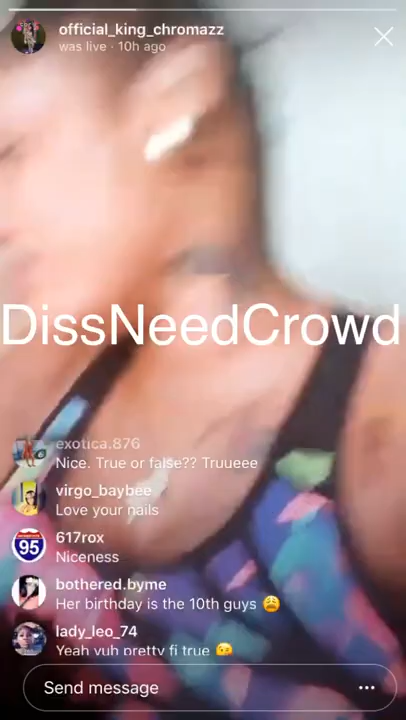 official_king_chromazz
was live · 10h ago
DissNeedCrowd
exotica.876
Nice. True or false?? Truueee
virgo_baybee
Love your nails
95
617rox
Niceness
bothered.byme
Her birthday is the 10th guys 😩
lady_leo_74
Yeah yuh pretty fi true 😘
Send message